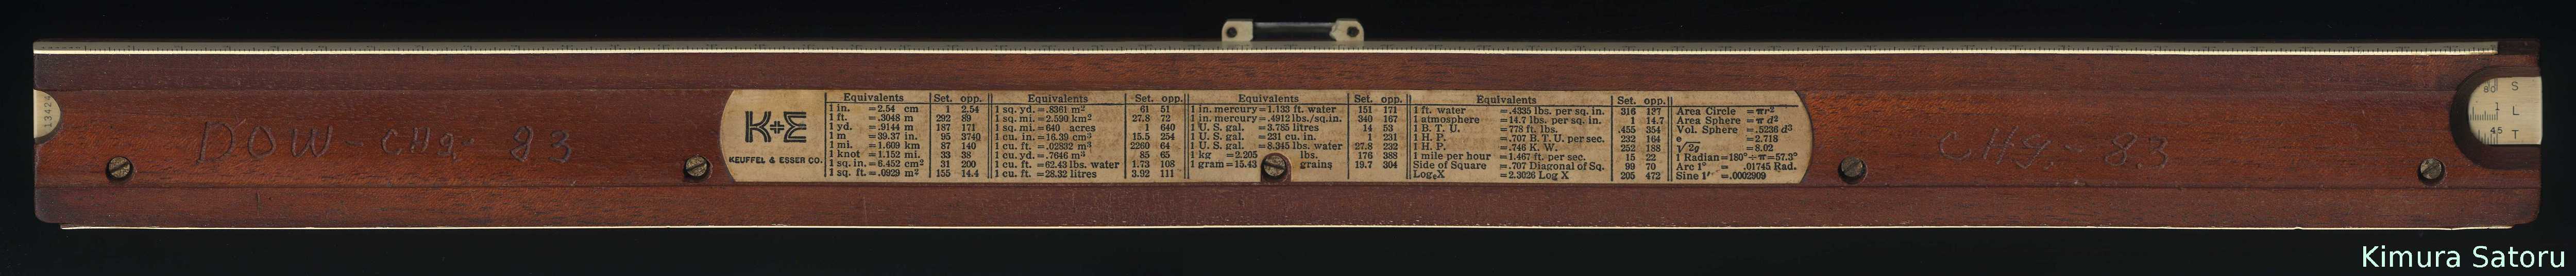 13424
DOW - CHg. - 83
K+E
KEUFFEL & ESSER CO.
Equivalents Set. opp.
1 in. =2.54 cm 1 2.54
1 ft. =.3048 m 292 89
1 yd. =.9144 m 187 171
1 m =39.37 in. 95 3740
1 mi. =1.609 km 87 140
1 knot =1.152 mi. 33 38
1 sq. in.=6.452 cm² 31 200
1 sq. ft.=.0929 m² 155 14.4
Equivalents Set. opp.
1 sq. yd.=.8361 m² 61 51
1 sq. mi.=2.590 km² 27.8 72
1 sq. mi.=640 acres 1 640
1 cu. in.=16.39 cm³ 15.5 254
1 cu. ft. =.02832 m³ 2260 64
1 cu. yd.=.7646 m³ 85 65
1 cu. ft. =62.43 lbs. water 1.73 108
1 cu. ft. =28.32 litres 3.92 111
Equivalents Set. opp.
1 in. mercury=1.133 ft. water 151 171
1 in. mercury=.4912 lbs./sq.in. 340 167
1 U. S. gal. =3.785 litres 14 53
1 U. S. gal. =231 cu. in. 1 231
1 U. S. gal. =8.345 lbs. water 27.8 232
1 kg =2.205 lbs. 176 388
1 gram=15.43 grains 19.7 304
Equivalents Set. opp.
1 ft. water =.4335 lbs. per sq. in. 316 137
1 atmosphere =14.7 lbs. per sq. in. 1 14.7
1 B. T. U. =778 ft. lbs. .455 354
1 H. P. =.707 B. T. U. per sec. 232 164
1 H. P. =.746 K. W. 252 188
1 mile per hour =1.467 ft. per sec. 15 22
Side of Square =.707 Diagonal of Sq. 99 70
LogₑX =2.3026 Log X 205 472
Area Circle =πr²
Area Sphere =π d²
Vol. Sphere =.5236 d³
e =2.718
√2g =8.02
1 Radian=180°÷π=57.3°
Arc 1° = .01745 Rad.
Sine 1′ =.0002909
CHg. - 83
80 S
1 L
45 T
Kimura Satoru